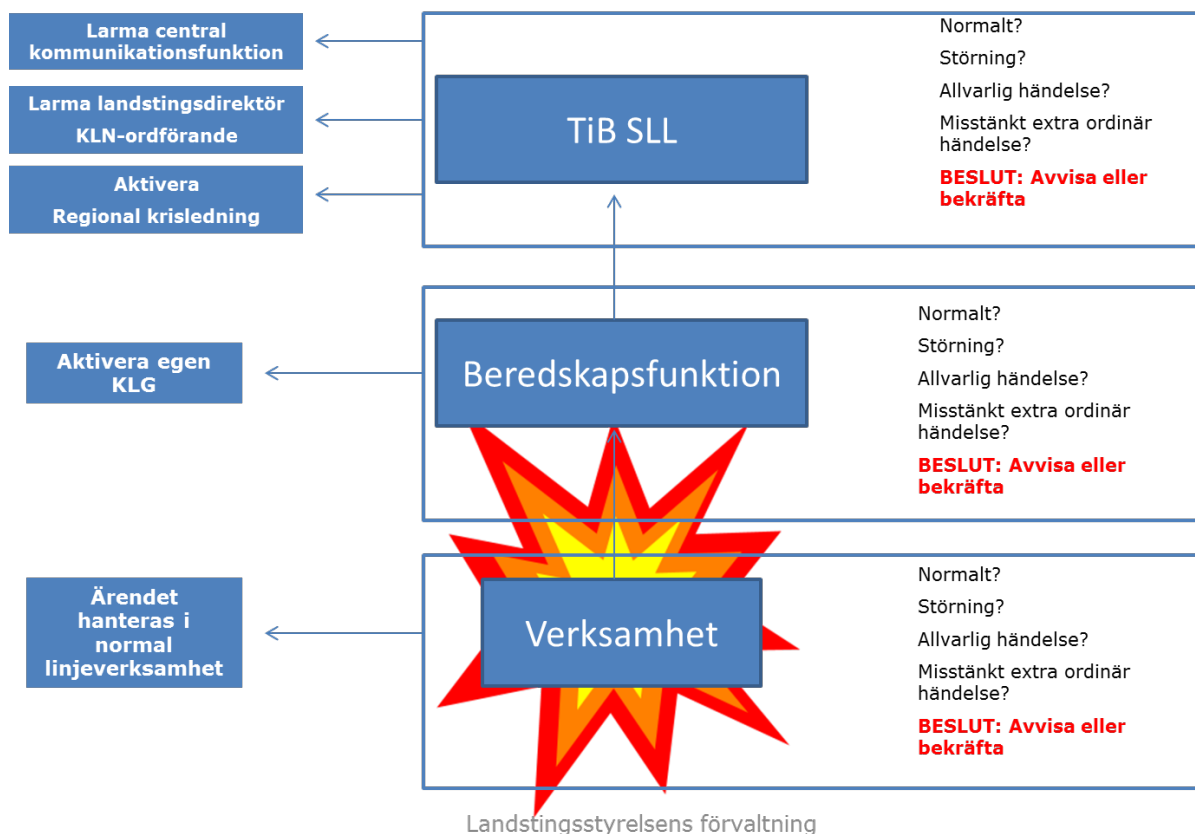 Larma central
kommunikationsfunktion
Larma landstingsdirektör
KLN-ordförande
Aktivera
Regional krisledning
TiB SLL
Normalt?
Störning?
Allvarlig händelse?
Misstänkt extra ordinär
händelse?
BESLUT: Avvisa eller
bekräfta
Aktivera egen
KLG
Beredskapsfunktion
Normalt?
Störning?
Allvarlig händelse?
Misstänkt extra ordinär
händelse?
BESLUT: Avvisa eller
bekräfta
Ärendet
hanteras i
normal
linjeverksamhet
Verksamhet
Normalt?
Störning?
Allvarlig händelse?
Misstänkt extra ordinär
händelse?
BESLUT: Avvisa eller
bekräfta
Landstingsstyrelsens förvaltning